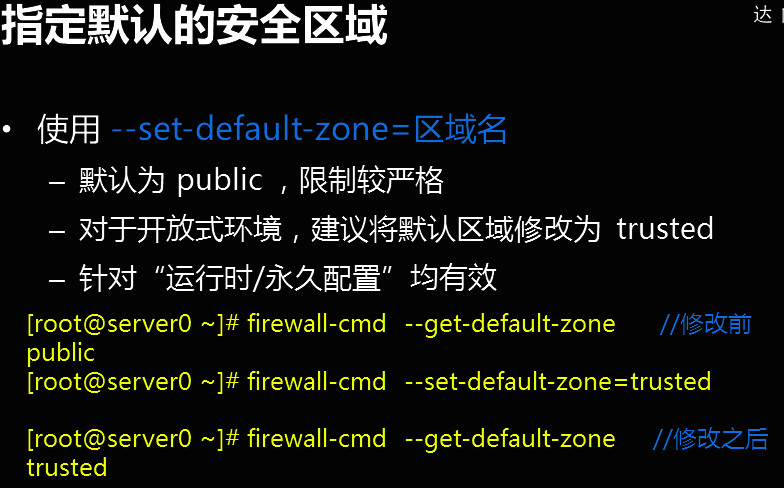 指定默认的安全区域
达
• 使用 --set-default-zone=区域名
– 默认为 public ，限制较严格
– 对于开放式环境，建议将默认区域修改为 trusted
– 针对“运行时/永久配置”均有效
[root@server0 ~]# firewall-cmd --get-default-zone //修改前
public
[root@server0 ~]# firewall-cmd --set-default-zone=trusted
[root@server0 ~]# firewall-cmd --get-default-zone //修改之后
trusted